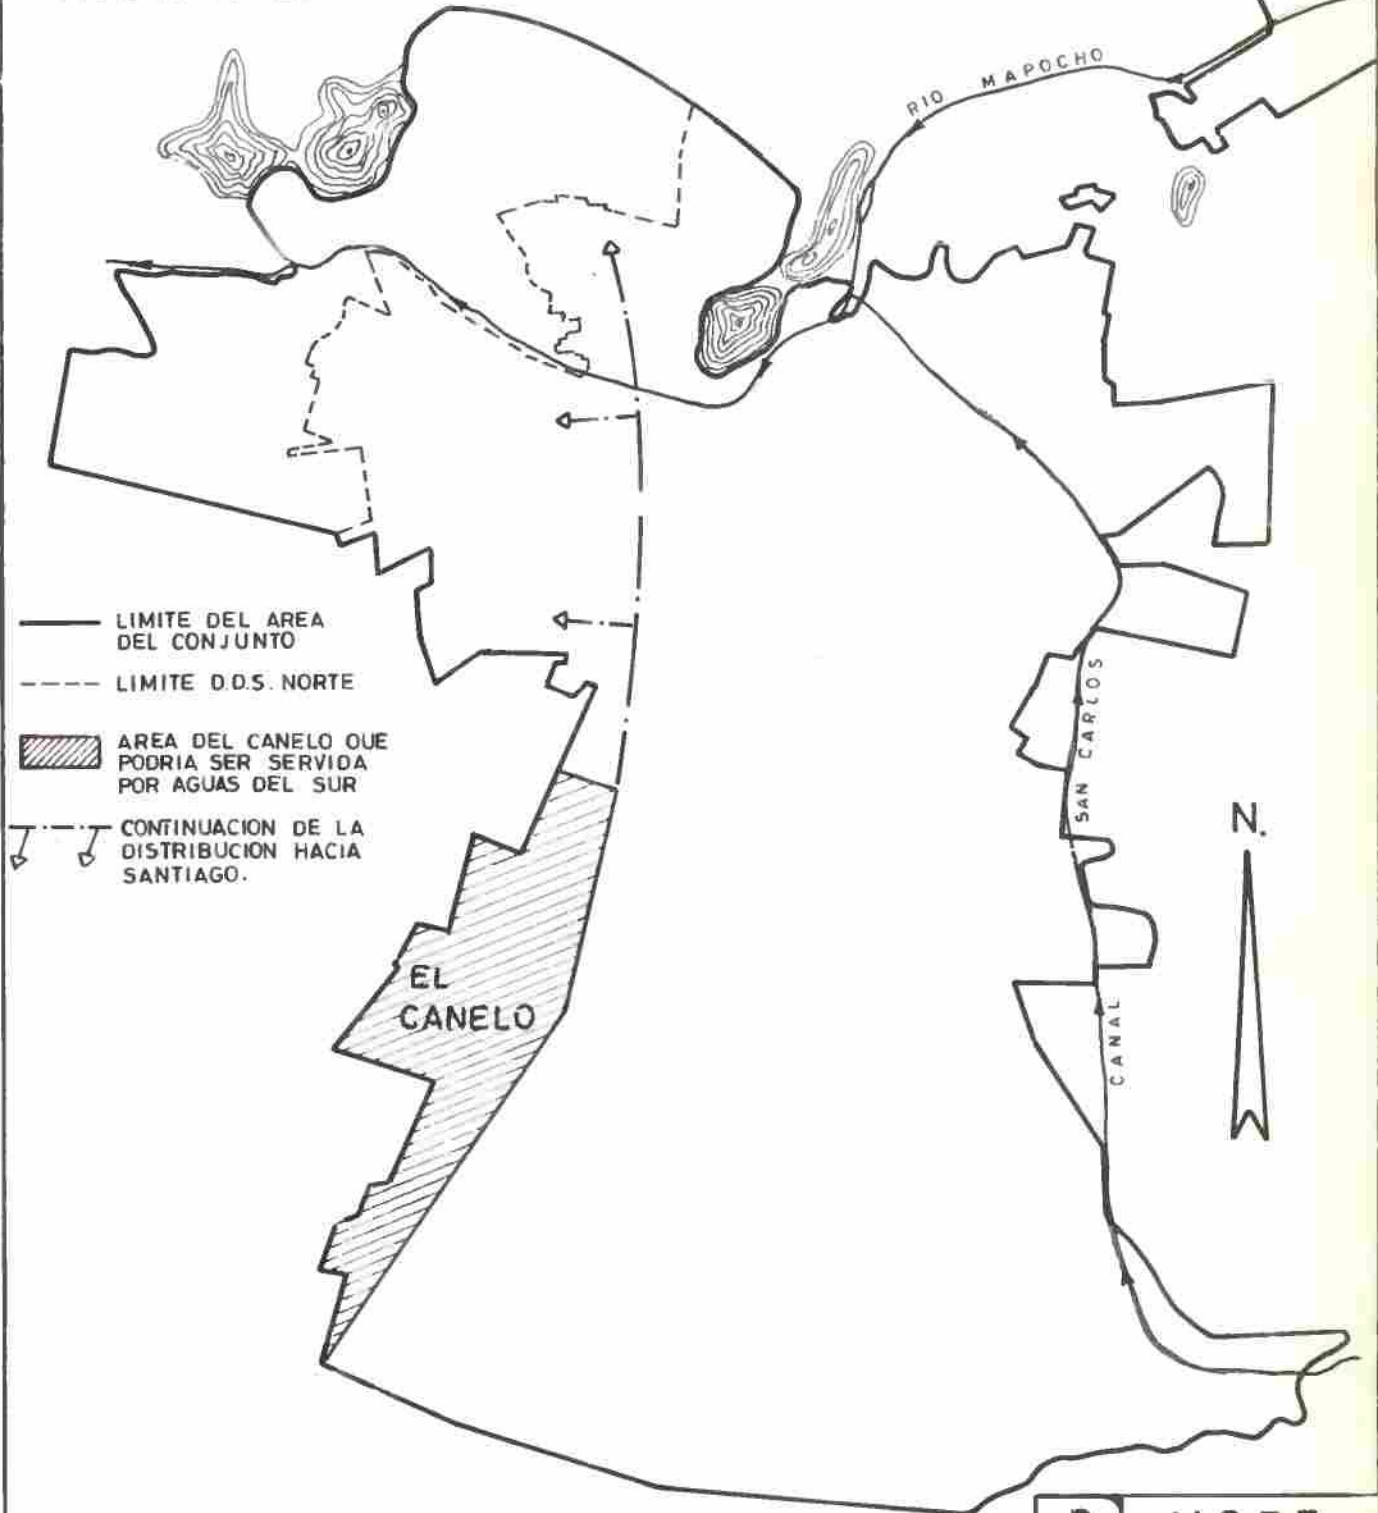 RIO MAPOCHO
LIMITE DEL AREA
DEL CONJUNTO
LIMITE D.O.S. NORTE
AREA DEL CANELO QUE
PODRIA SER SERVIDA
POR AGUAS DEL SUR
CONTINUACION DE LA
DISTRIBUCION HACIA
SANTIAGO.
EL
CANELO
CANAL SAN CARLOS
N.